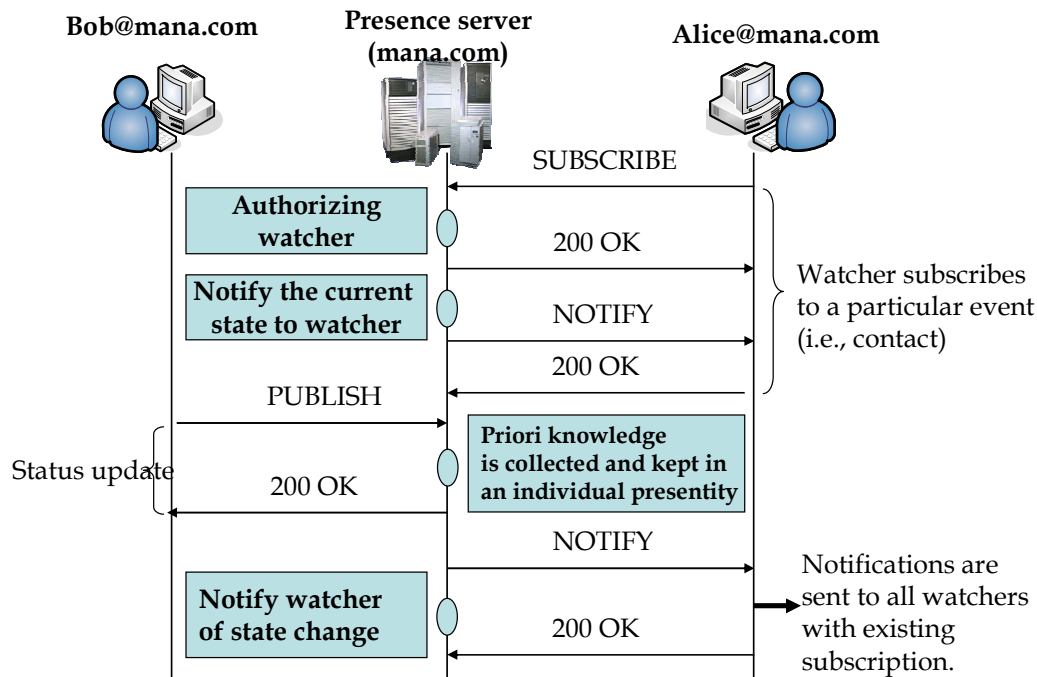 Bob@mana.com
Presence server
(mana.com)
Alice@mana.com
SUBSCRIBE
Authorizing
watcher
200 OK
Notify the current
state to watcher
NOTIFY
Watcher subscribes
to a particular event
(i.e., contact)
200 OK
PUBLISH
Priori knowledge
is collected and kept in
an individual presentity
Status update
200 OK
NOTIFY
Notifications are
sent to all watchers
with existing
subscription.
Notify watcher
of state change
200 OK